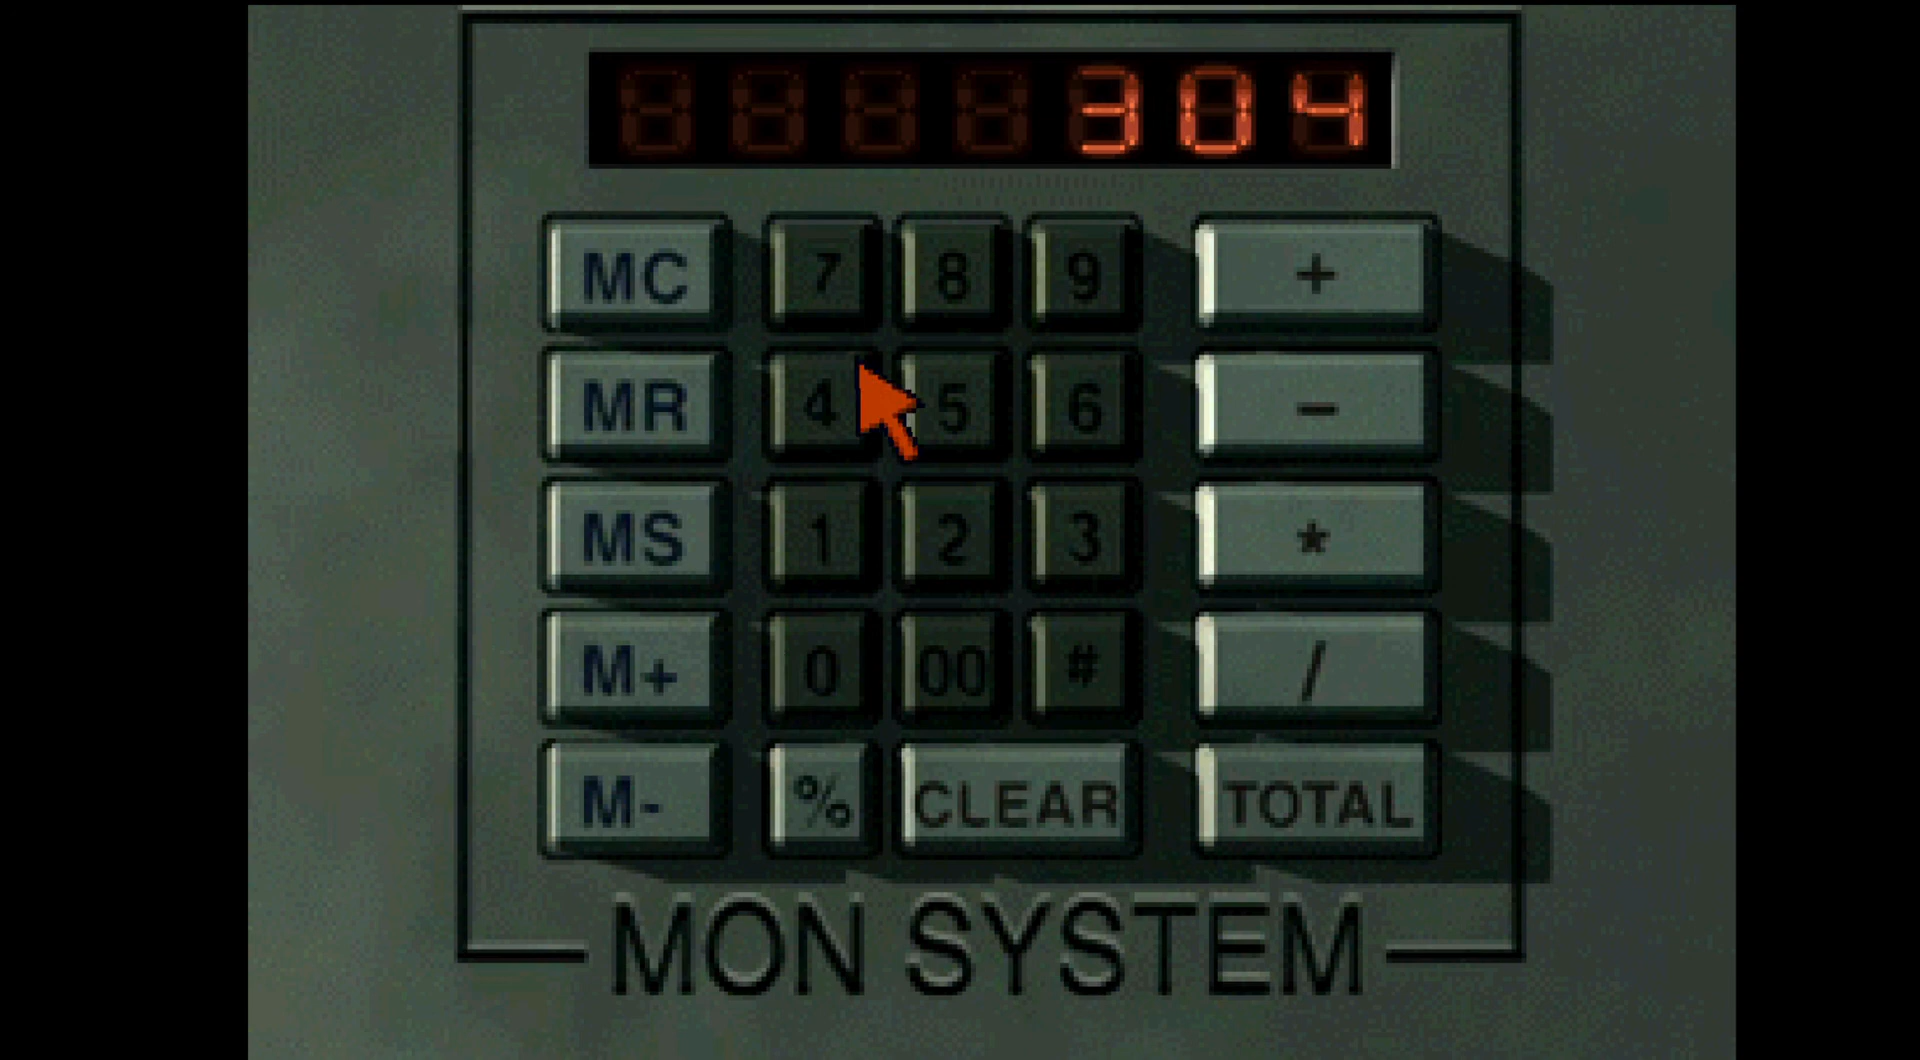 304
MC 7 8 9 +
MR 4 5 6 -
MS 1 2 3 *
M+ 0 00 # /
M- % CLEAR TOTAL
MON SYSTEM